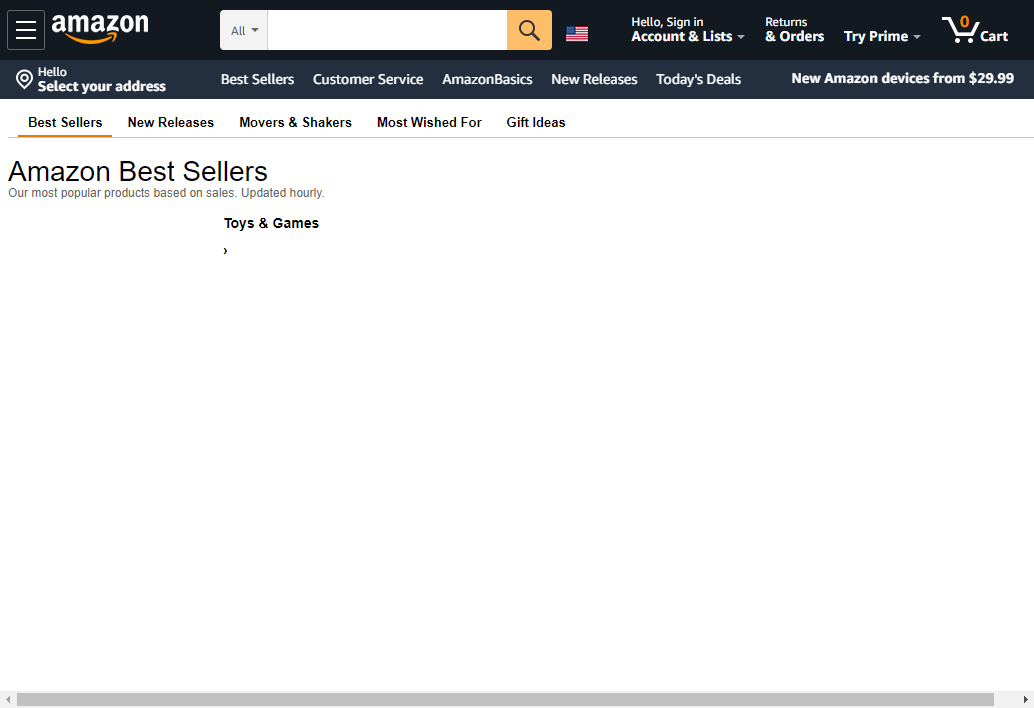 amazon
All
Hello, Sign in
Account & Lists
Returns
& Orders
Try Prime
0
Cart
Hello
Select your address
Best Sellers
Customer Service
AmazonBasics
New Releases
Today's Deals
New Amazon devices from $29.99
Best Sellers
New Releases
Movers & Shakers
Most Wished For
Gift Ideas
Amazon Best Sellers
Our most popular products based on sales. Updated hourly.
Toys & Games
›